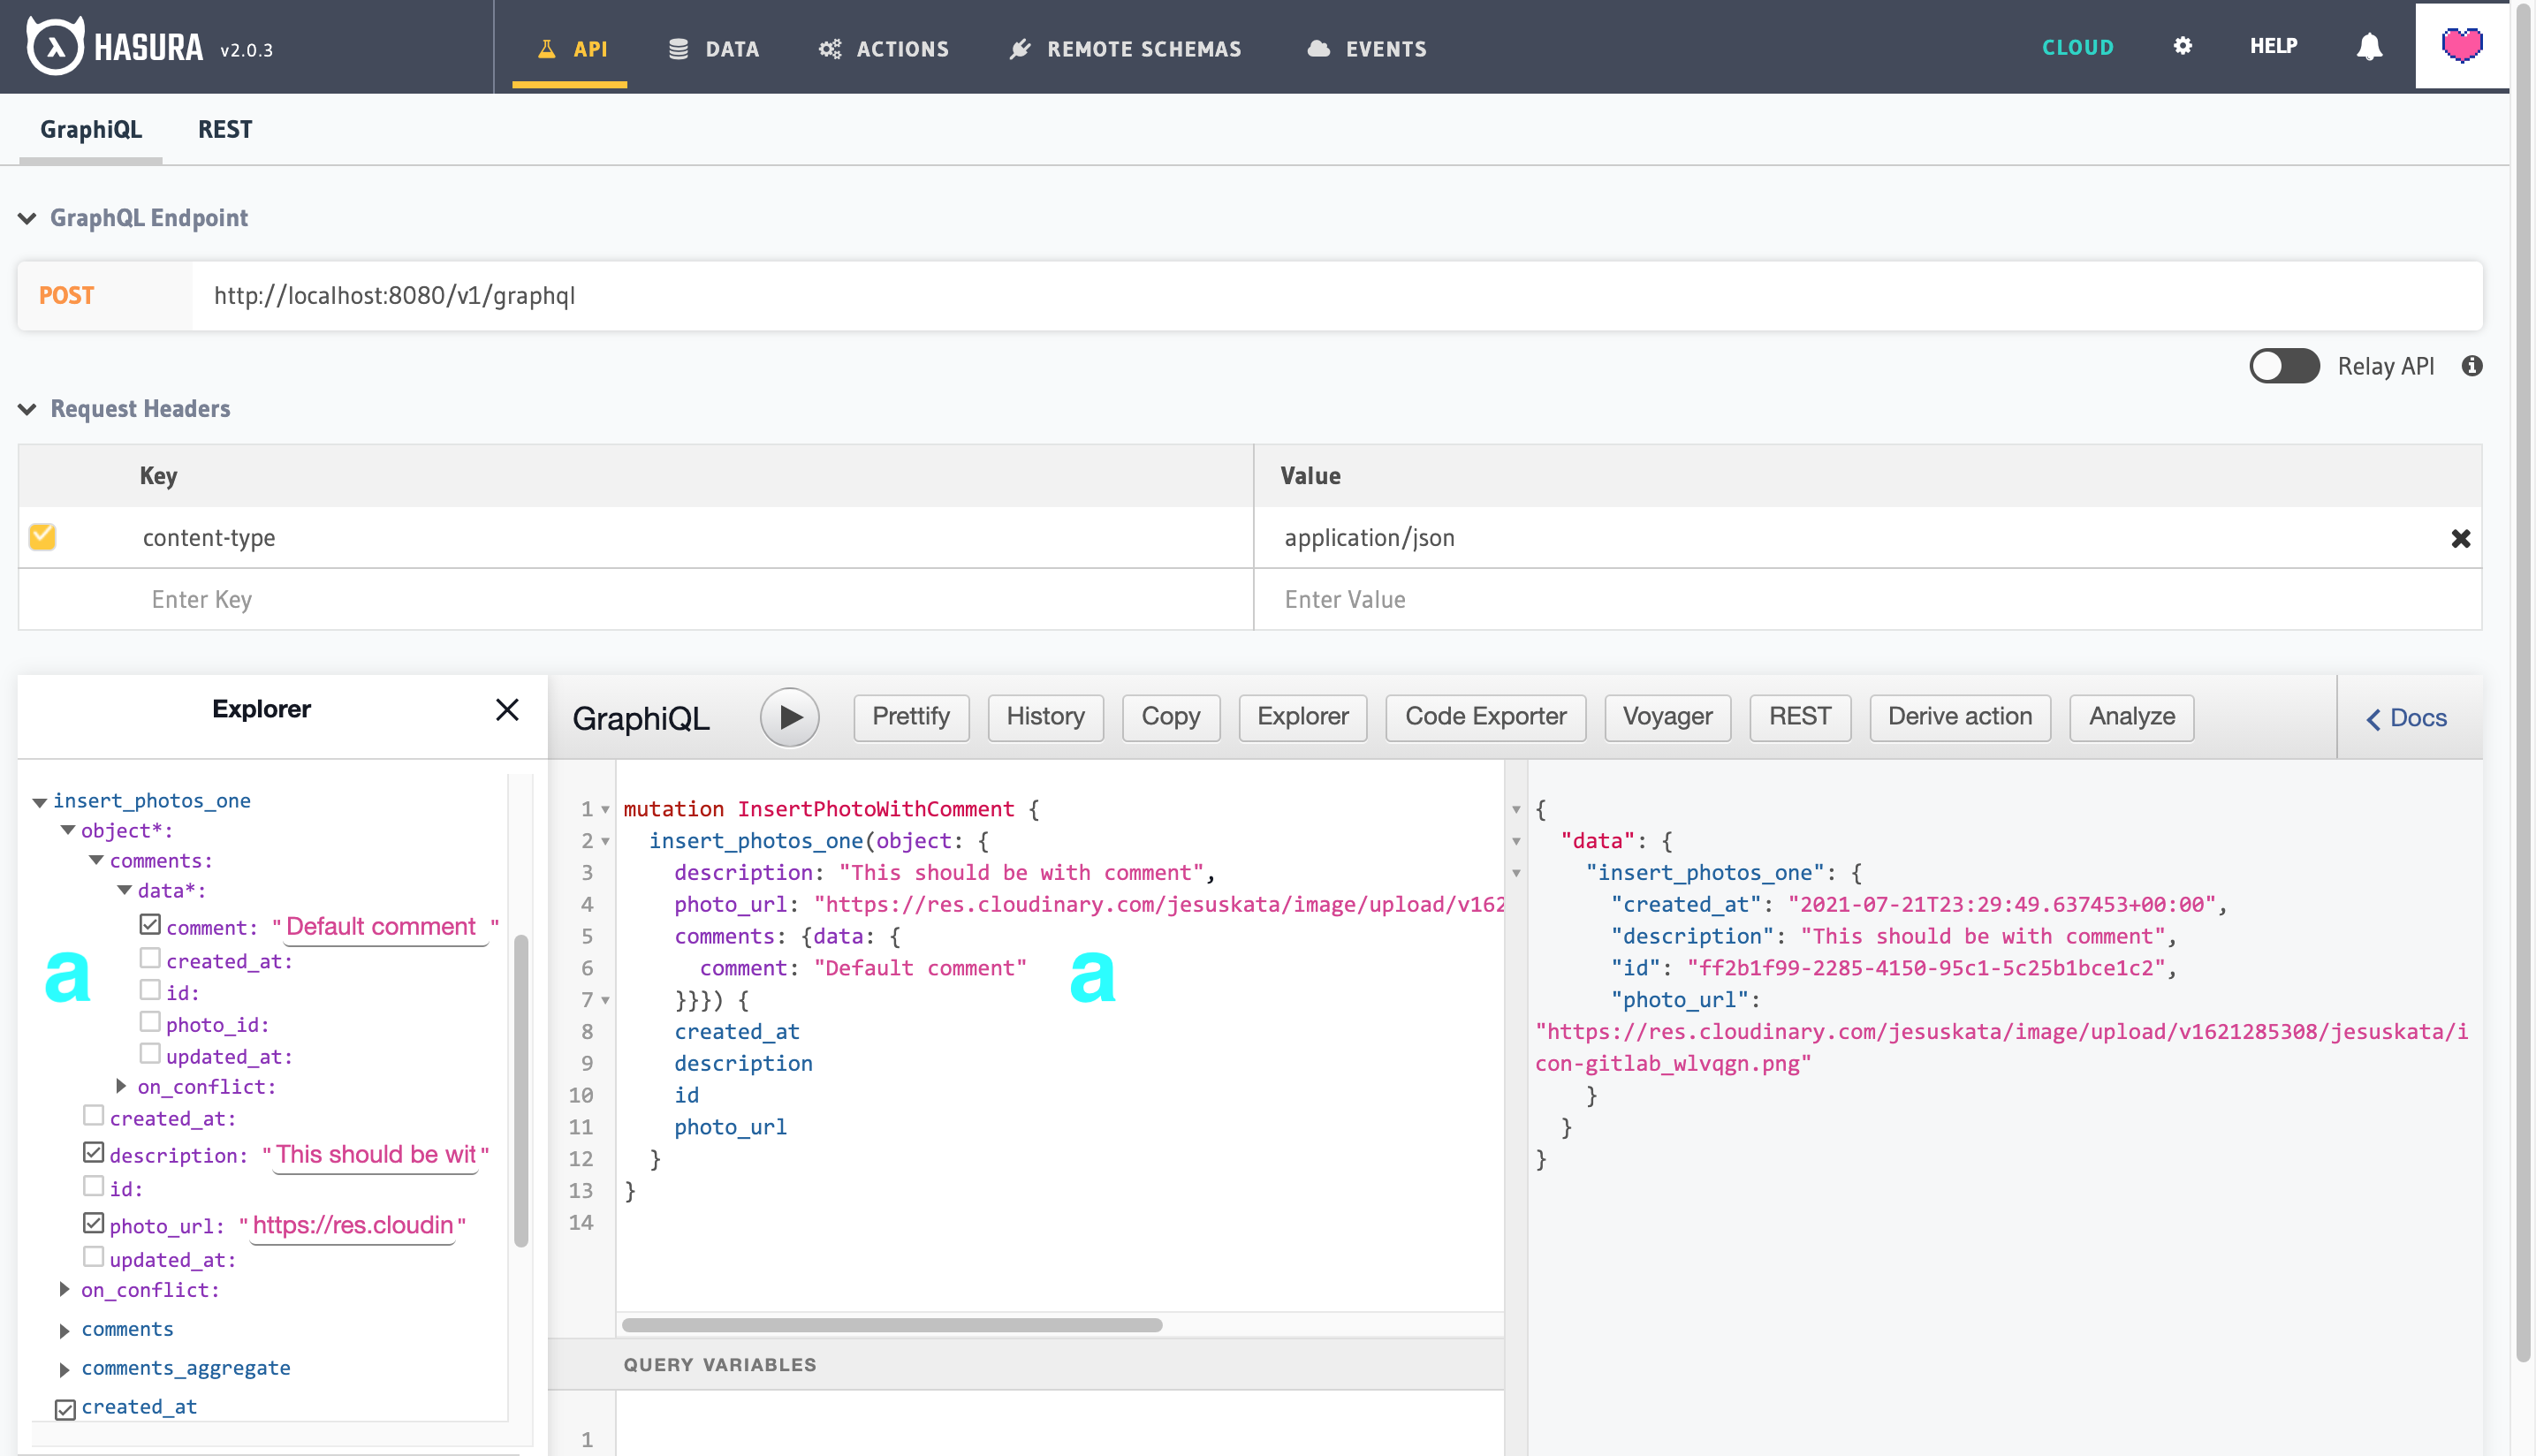 HASURA v2.0.3
API DATA ACTIONS REMOTE SCHEMAS EVENTS CLOUD HELP
GraphiQL REST
GraphQL Endpoint
POST http://localhost:8080/v1/graphql
Relay API
Request Headers
Key Value
content-type application/json
Enter Key Enter Value
Explorer
insert_photos_one
object*:
comments:
data*:
comment: "Default comment "
created_at:
a
id:
photo_id:
updated_at:
on_conflict:
created_at:
description: "This should be wit"
id:
photo_url: "https://res.cloudin"
updated_at:
on_conflict:
comments
comments_aggregate
created_at
GraphiQL Prettify History Copy Explorer Code Exporter Voyager REST Derive action Analyze Docs
1 mutation InsertPhotoWithComment {
2 insert_photos_one(object: {
3 description: "This should be with comment",
4 photo_url: "https://res.cloudinary.com/jesuskata/image/upload/v162
5 comments: {data: {
6 comment: "Default comment"
a
7 }}}) {
8 created_at
9 description
10 id
11 photo_url
12 }
13 }
14
QUERY VARIABLES
1
{
"data": {
"insert_photos_one": {
"created_at": "2021-07-21T23:29:49.637453+00:00",
"description": "This should be with comment",
"id": "ff2b1f99-2285-4150-95c1-5c25b1bce1c2",
"photo_url":
"https://res.cloudinary.com/jesuskata/image/upload/v1621285308/jesuskata/i
con-gitlab_wlvqgn.png"
}
}
}